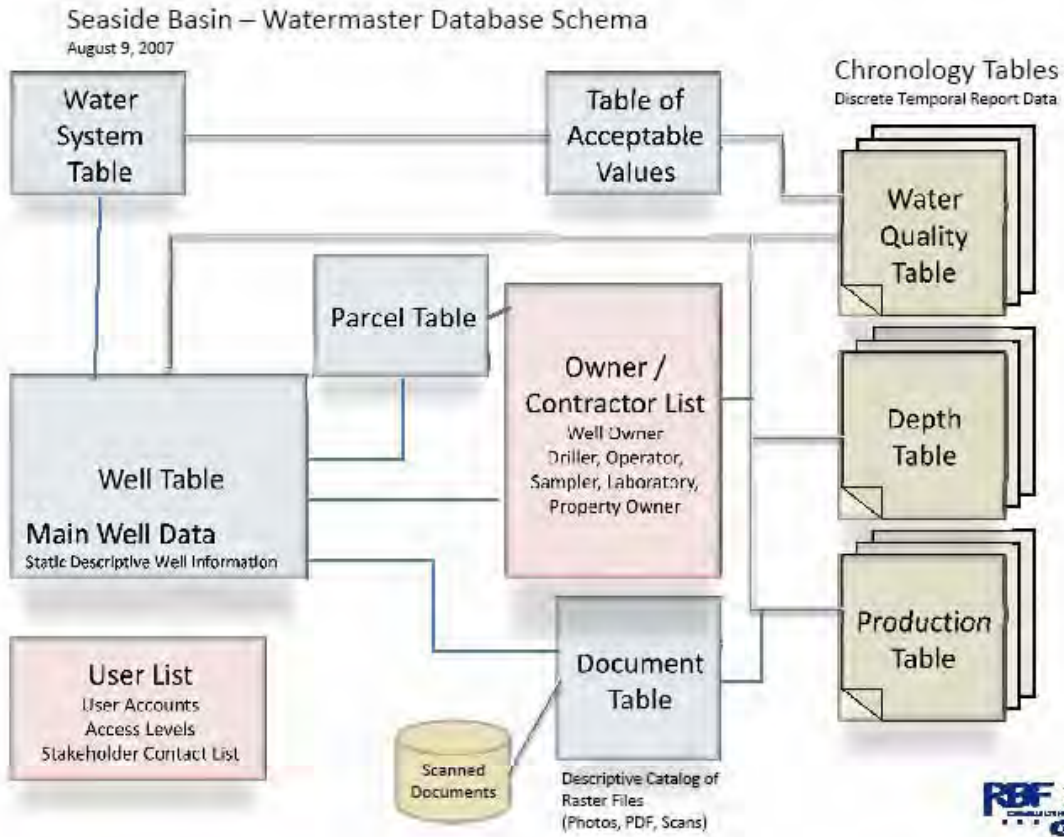 Seaside Basin – Watermaster Database Schema
August 9, 2007
Chronology Tables
Discrete Temporal Report Data
Water
System
Table
Table of
Acceptable
Values
Water
Quality
Table
Parcel Table
Owner /
Contractor List
Well Owner
Driller, Operator,
Sampler, Laboratory,
Property Owner
Depth
Table
Well Table
Main Well Data
Static Descriptive Well Information
Production
Table
Document
Table
User List
User Accounts
Access Levels
Stakeholder Contact List
Scanned
Documents
Descriptive Catalog of
Raster Files
(Photos, PDF, Scans)
RBF